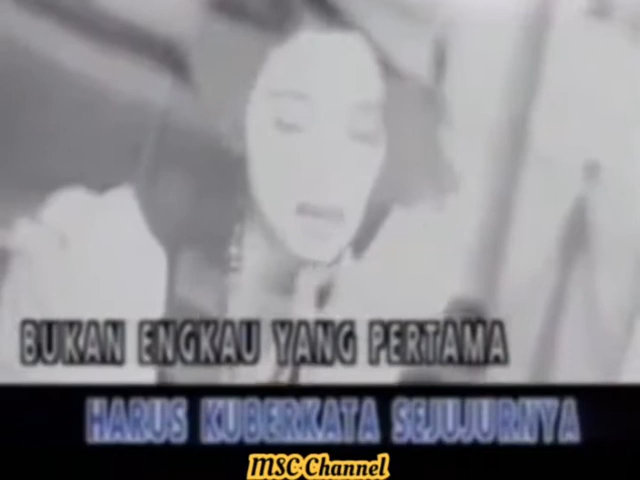 BUKAN ENGKAU YANG PERTAMA
HARUS KUBERKATA SEJUJURNYA
MSC Channel